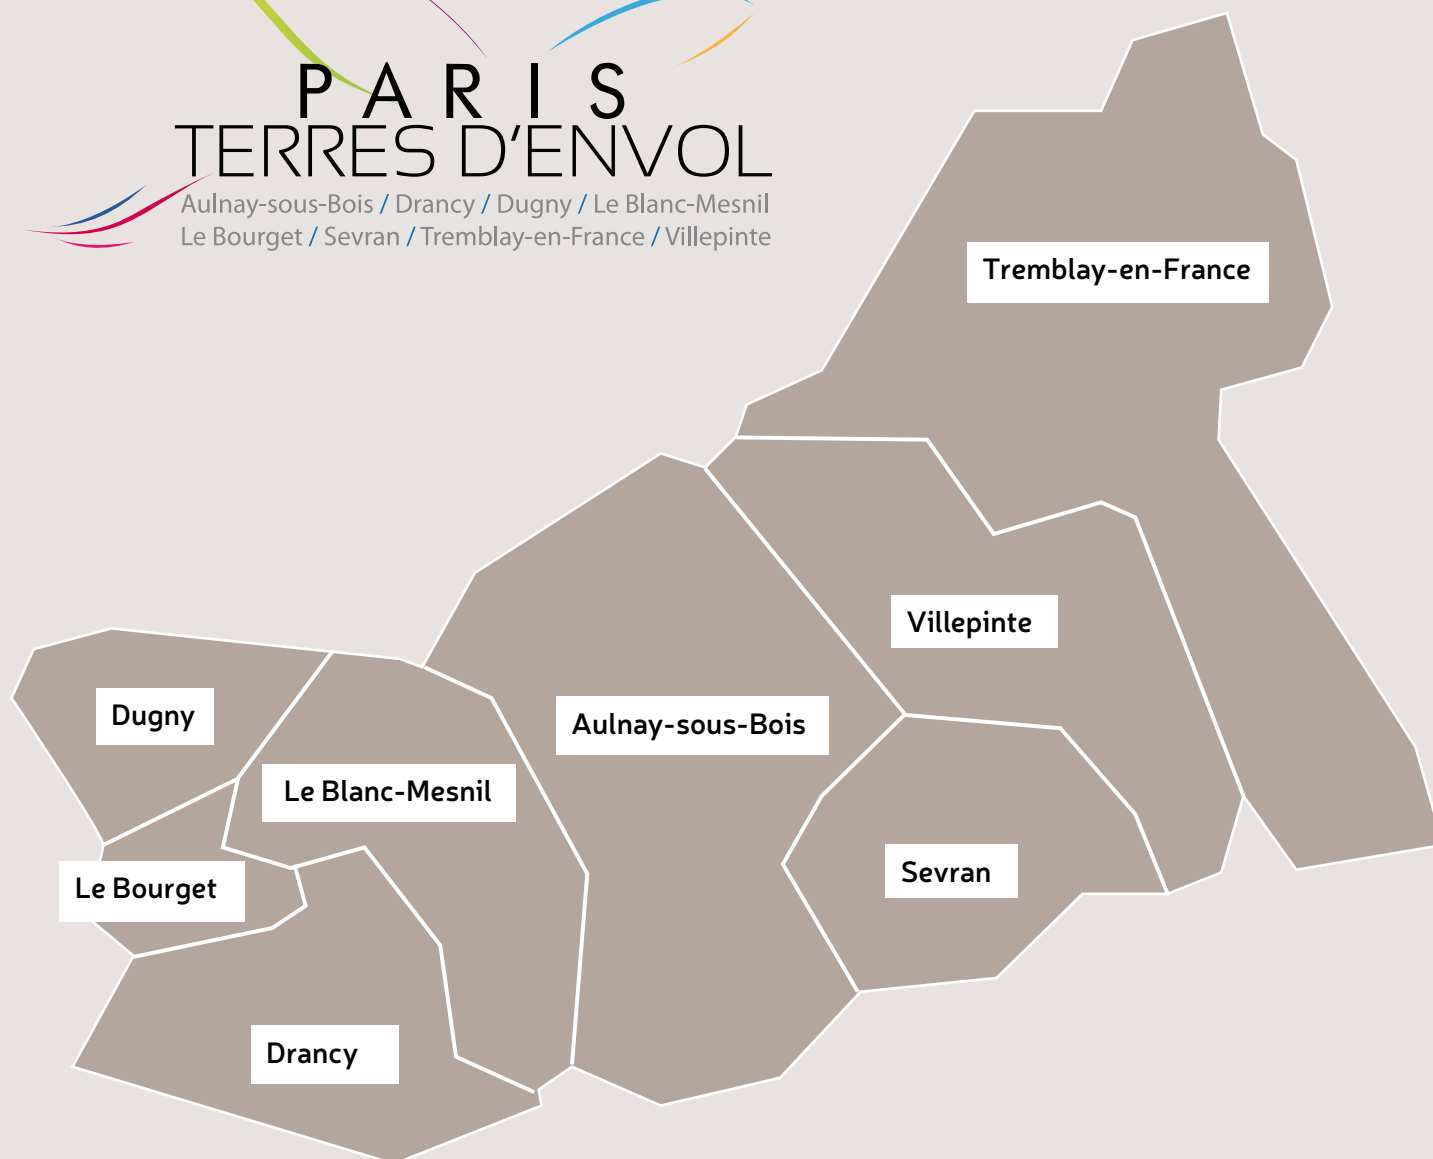 PARIS
TERRES D'ENVOL
Aulnay-sous-Bois / Drancy / Dugny / Le Blanc-Mesnil
Le Bourget / Sevran / Tremblay-en-France / Villepinte
Tremblay-en-France
Villepinte
Dugny
Aulnay-sous-Bois
Le Blanc-Mesnil
Sevran
Le Bourget
Drancy